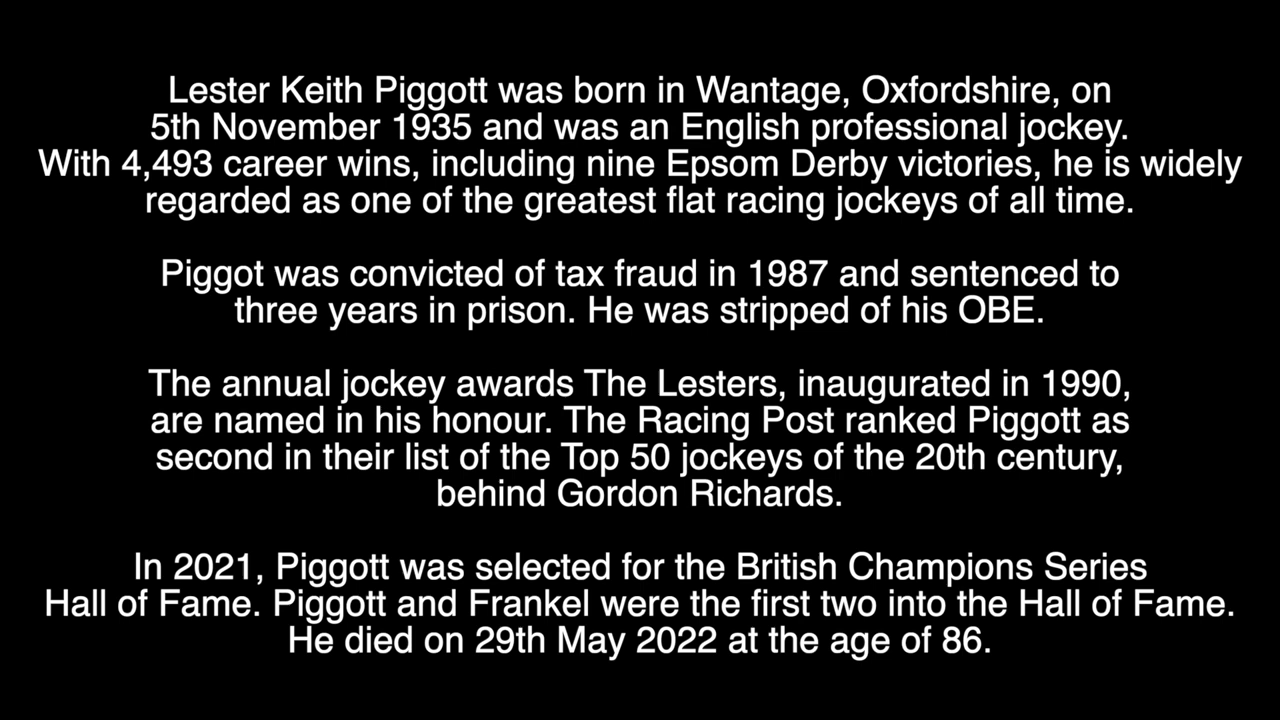 Lester Keith Piggott was born in Wantage, Oxfordshire, on
5th November 1935 and was an English professional jockey.
With 4,493 career wins, including nine Epsom Derby victories, he is widely
regarded as one of the greatest flat racing jockeys of all time.
Piggot was convicted of tax fraud in 1987 and sentenced to
three years in prison. He was stripped of his OBE.
The annual jockey awards The Lesters, inaugurated in 1990,
are named in his honour. The Racing Post ranked Piggott as
second in their list of the Top 50 jockeys of the 20th century,
behind Gordon Richards.
In 2021, Piggott was selected for the British Champions Series
Hall of Fame. Piggott and Frankel were the first two into the Hall of Fame.
He died on 29th May 2022 at the age of 86.